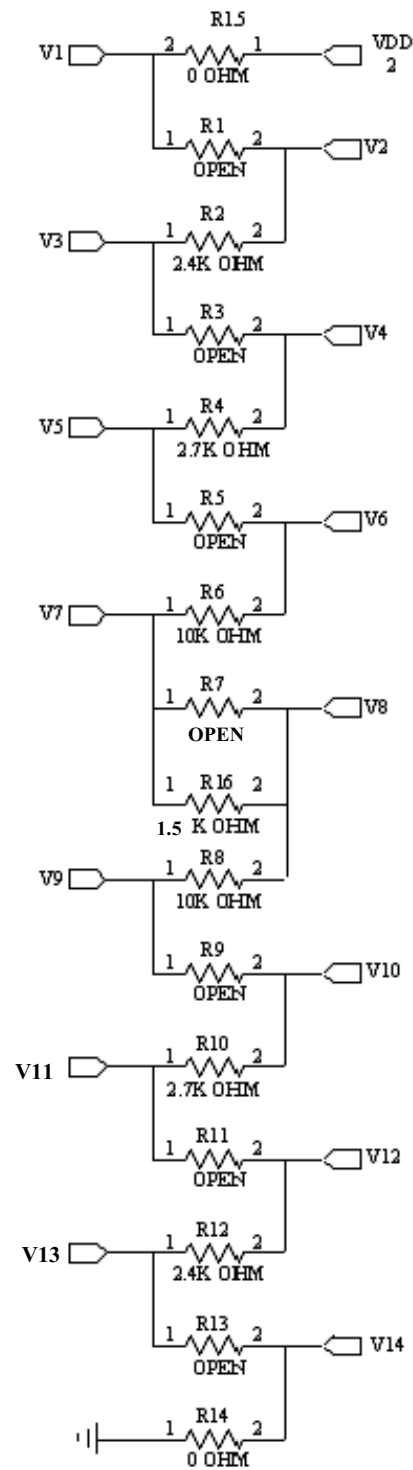 R15
V1 2 1 VDD
0 OHM 2
R1
1 2 V2
OPEN
R2
V3 1 2
2.4K OHM
R3
1 2 V4
OPEN
R4
V5 1 2
2.7K OHM
R5
1 2 V6
OPEN
R6
V7 1 2
10K OHM
R7
1 2 V8
OPEN
1 R16 2
1.5 K OHM
R8
V9 1 2
10K OHM
R9
1 2 V10
OPEN
R10
V11 1 2
2.7K OHM
R11
1 2 V12
OPEN
R12
V13 1 2
2.4K OHM
R13
1 2 V14
OPEN
R14
1 2
0 OHM